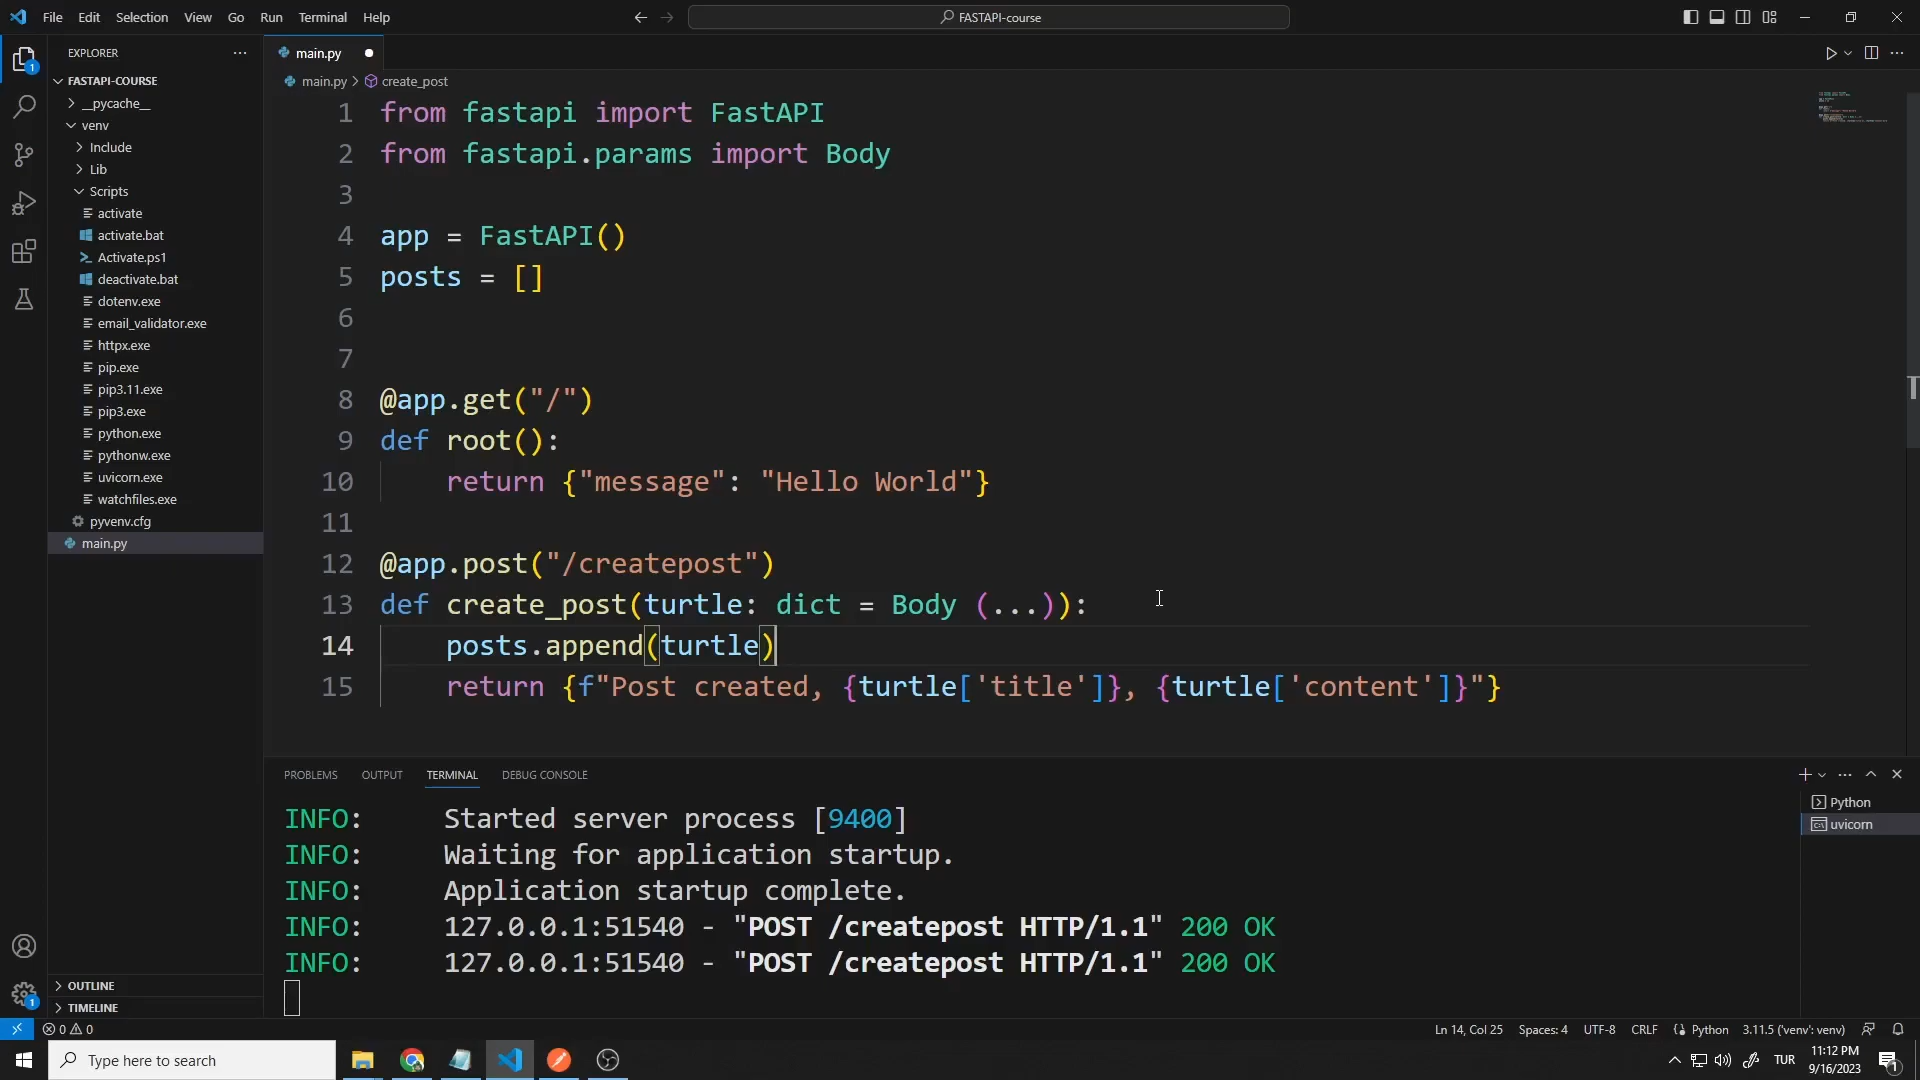 File Edit Selection View Go Run Terminal Help
FASTAPI-course
EXPLORER
FASTAPI-COURSE
__pycache__
venv
Include
Lib
Scripts
activate
activate.bat
Activate.ps1
deactivate.bat
dotenv.exe
email_validator.exe
httpx.exe
pip.exe
pip3.11.exe
pip3.exe
python.exe
pythonw.exe
uvicorn.exe
watchfiles.exe
pyvenv.cfg
main.py
OUTLINE
TIMELINE
main.py
main.py > create_post
1 from fastapi import FastAPI
2 from fastapi.params import Body
3
4 app = FastAPI()
5 posts = []
6
7
8 @app.get("/")
9 def root():
10 return {"message": "Hello World"}
11
12 @app.post("/createpost")
13 def create_post(turtle: dict = Body (...)):
14 posts.append(turtle)
15 return {f"Post created, {turtle['title']}, {turtle['content']}"}
PROBLEMS OUTPUT TERMINAL DEBUG CONSOLE
INFO: Started server process [9400]
INFO: Waiting for application startup.
INFO: Application startup complete.
INFO: 127.0.0.1:51540 - "POST /createpost HTTP/1.1" 200 OK
INFO: 127.0.0.1:51540 - "POST /createpost HTTP/1.1" 200 OK
Python
uvicorn
0 0
Ln 14, Col 25 Spaces: 4 UTF-8 CRLF Python 3.11.5 ('venv': venv)
Type here to search
TUR
11:12 PM
9/16/2023